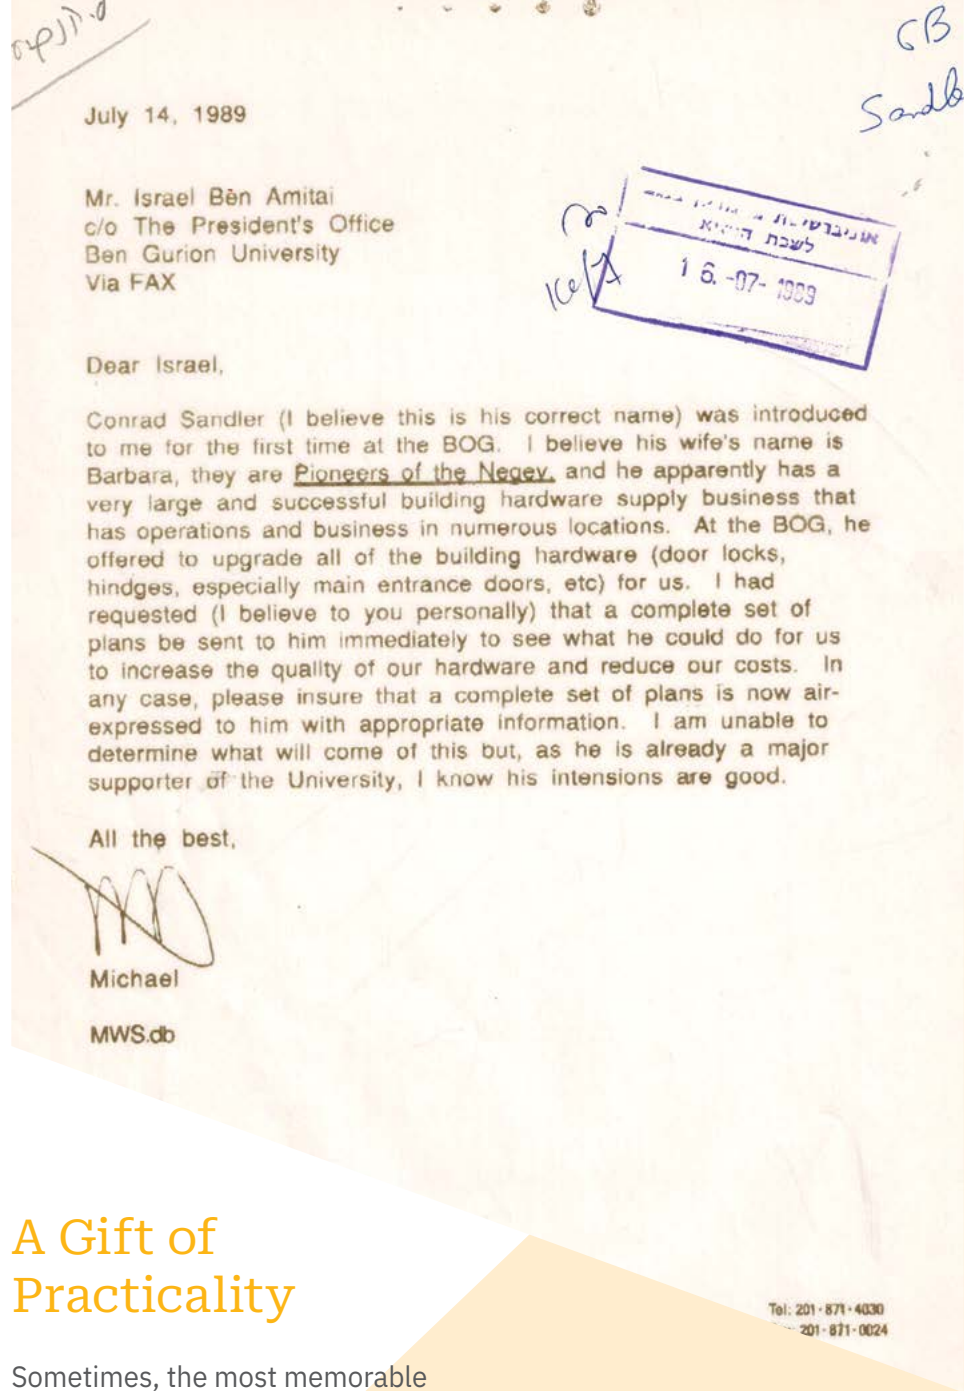 GB
July 14, 1989
Mr. Israel Bèn Amitai
c/o The President's Office
Ben Gurion University
Via FAX
לשכת הנשיא
16.-07-1989
Dear Israel,
Conrad Sandler (I believe this is his correct name) was introduced
to me for the first time at the BOG. I believe his wife's name is
Barbara, they are Pioneers of the Negev, and he apparently has a
very large and successful building hardware supply business that
has operations and business in numerous locations. At the BOG, he
offered to upgrade all of the building hardware (door locks,
hindges, especially main entrance doors, etc) for us. I had
requested (I believe to you personally) that a complete set of
plans be sent to him immediately to see what he could do for us
to increase the quality of our hardware and reduce our costs. In
any case, please insure that a complete set of plans is now air-
expressed to him with appropriate information. I am unable to
determine what will come of this but, as he is already a major
supporter of the University, I know his intensions are good.
All the best,
Michael
MWS.db
A Gift of
Practicality
Tel: 201-871-4030
201-871-0024
Sometimes, the most memorable